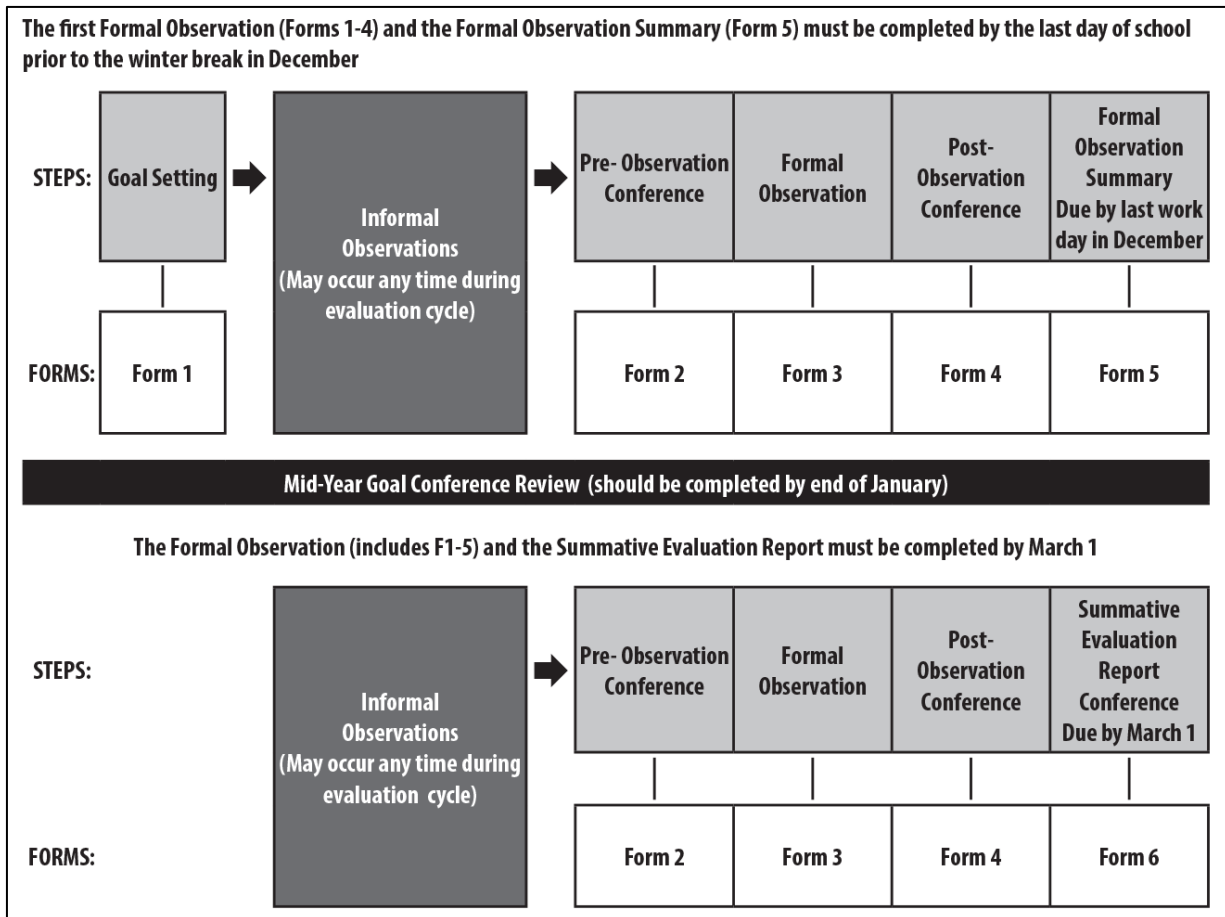 The first Formal Observation (Forms 1-4) and the Formal Observation Summary (Form 5) must be completed by the last day of school
prior to the winter break in December
STEPS:
Goal Setting
Informal
Observations
(May occur any time during
evaluation cycle)
Pre- Observation
Conference
Formal
Observation
Post-
Observation
Conference
Formal
Observation
Summary
Due by last work
day in December
FORMS:
Form 1
Form 2
Form 3
Form 4
Form 5
Mid-Year Goal Conference Review (should be completed by end of January)
The Formal Observation (includes F1-5) and the Summative Evaluation Report must be completed by March 1
STEPS:
Informal
Observations
(May occur any time during
evaluation cycle)
Pre- Observation
Conference
Formal
Observation
Post-
Observation
Conference
Summative
Evaluation
Report
Conference
Due by March 1
FORMS:
Form 2
Form 3
Form 4
Form 6